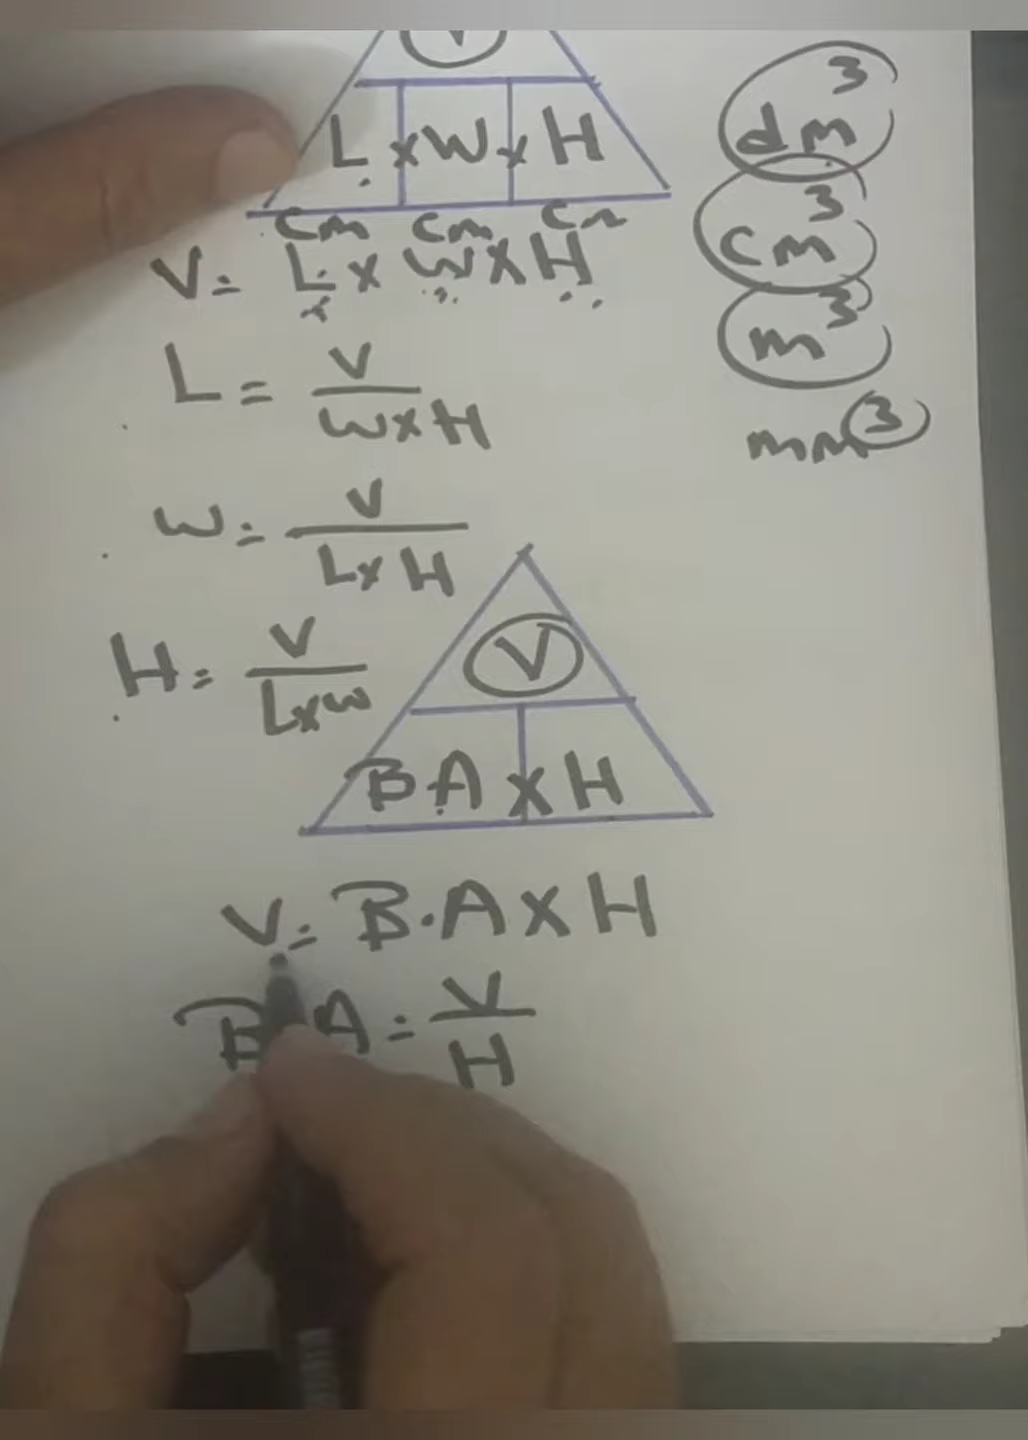 V
L x W x H
cm cm cm
V = L x W x H
L = V / W x H
W = V / L x H
H = V / L x W
dm³
cm³
m³
mm³
V
B A x H
V = B.A x H
B A = V / H